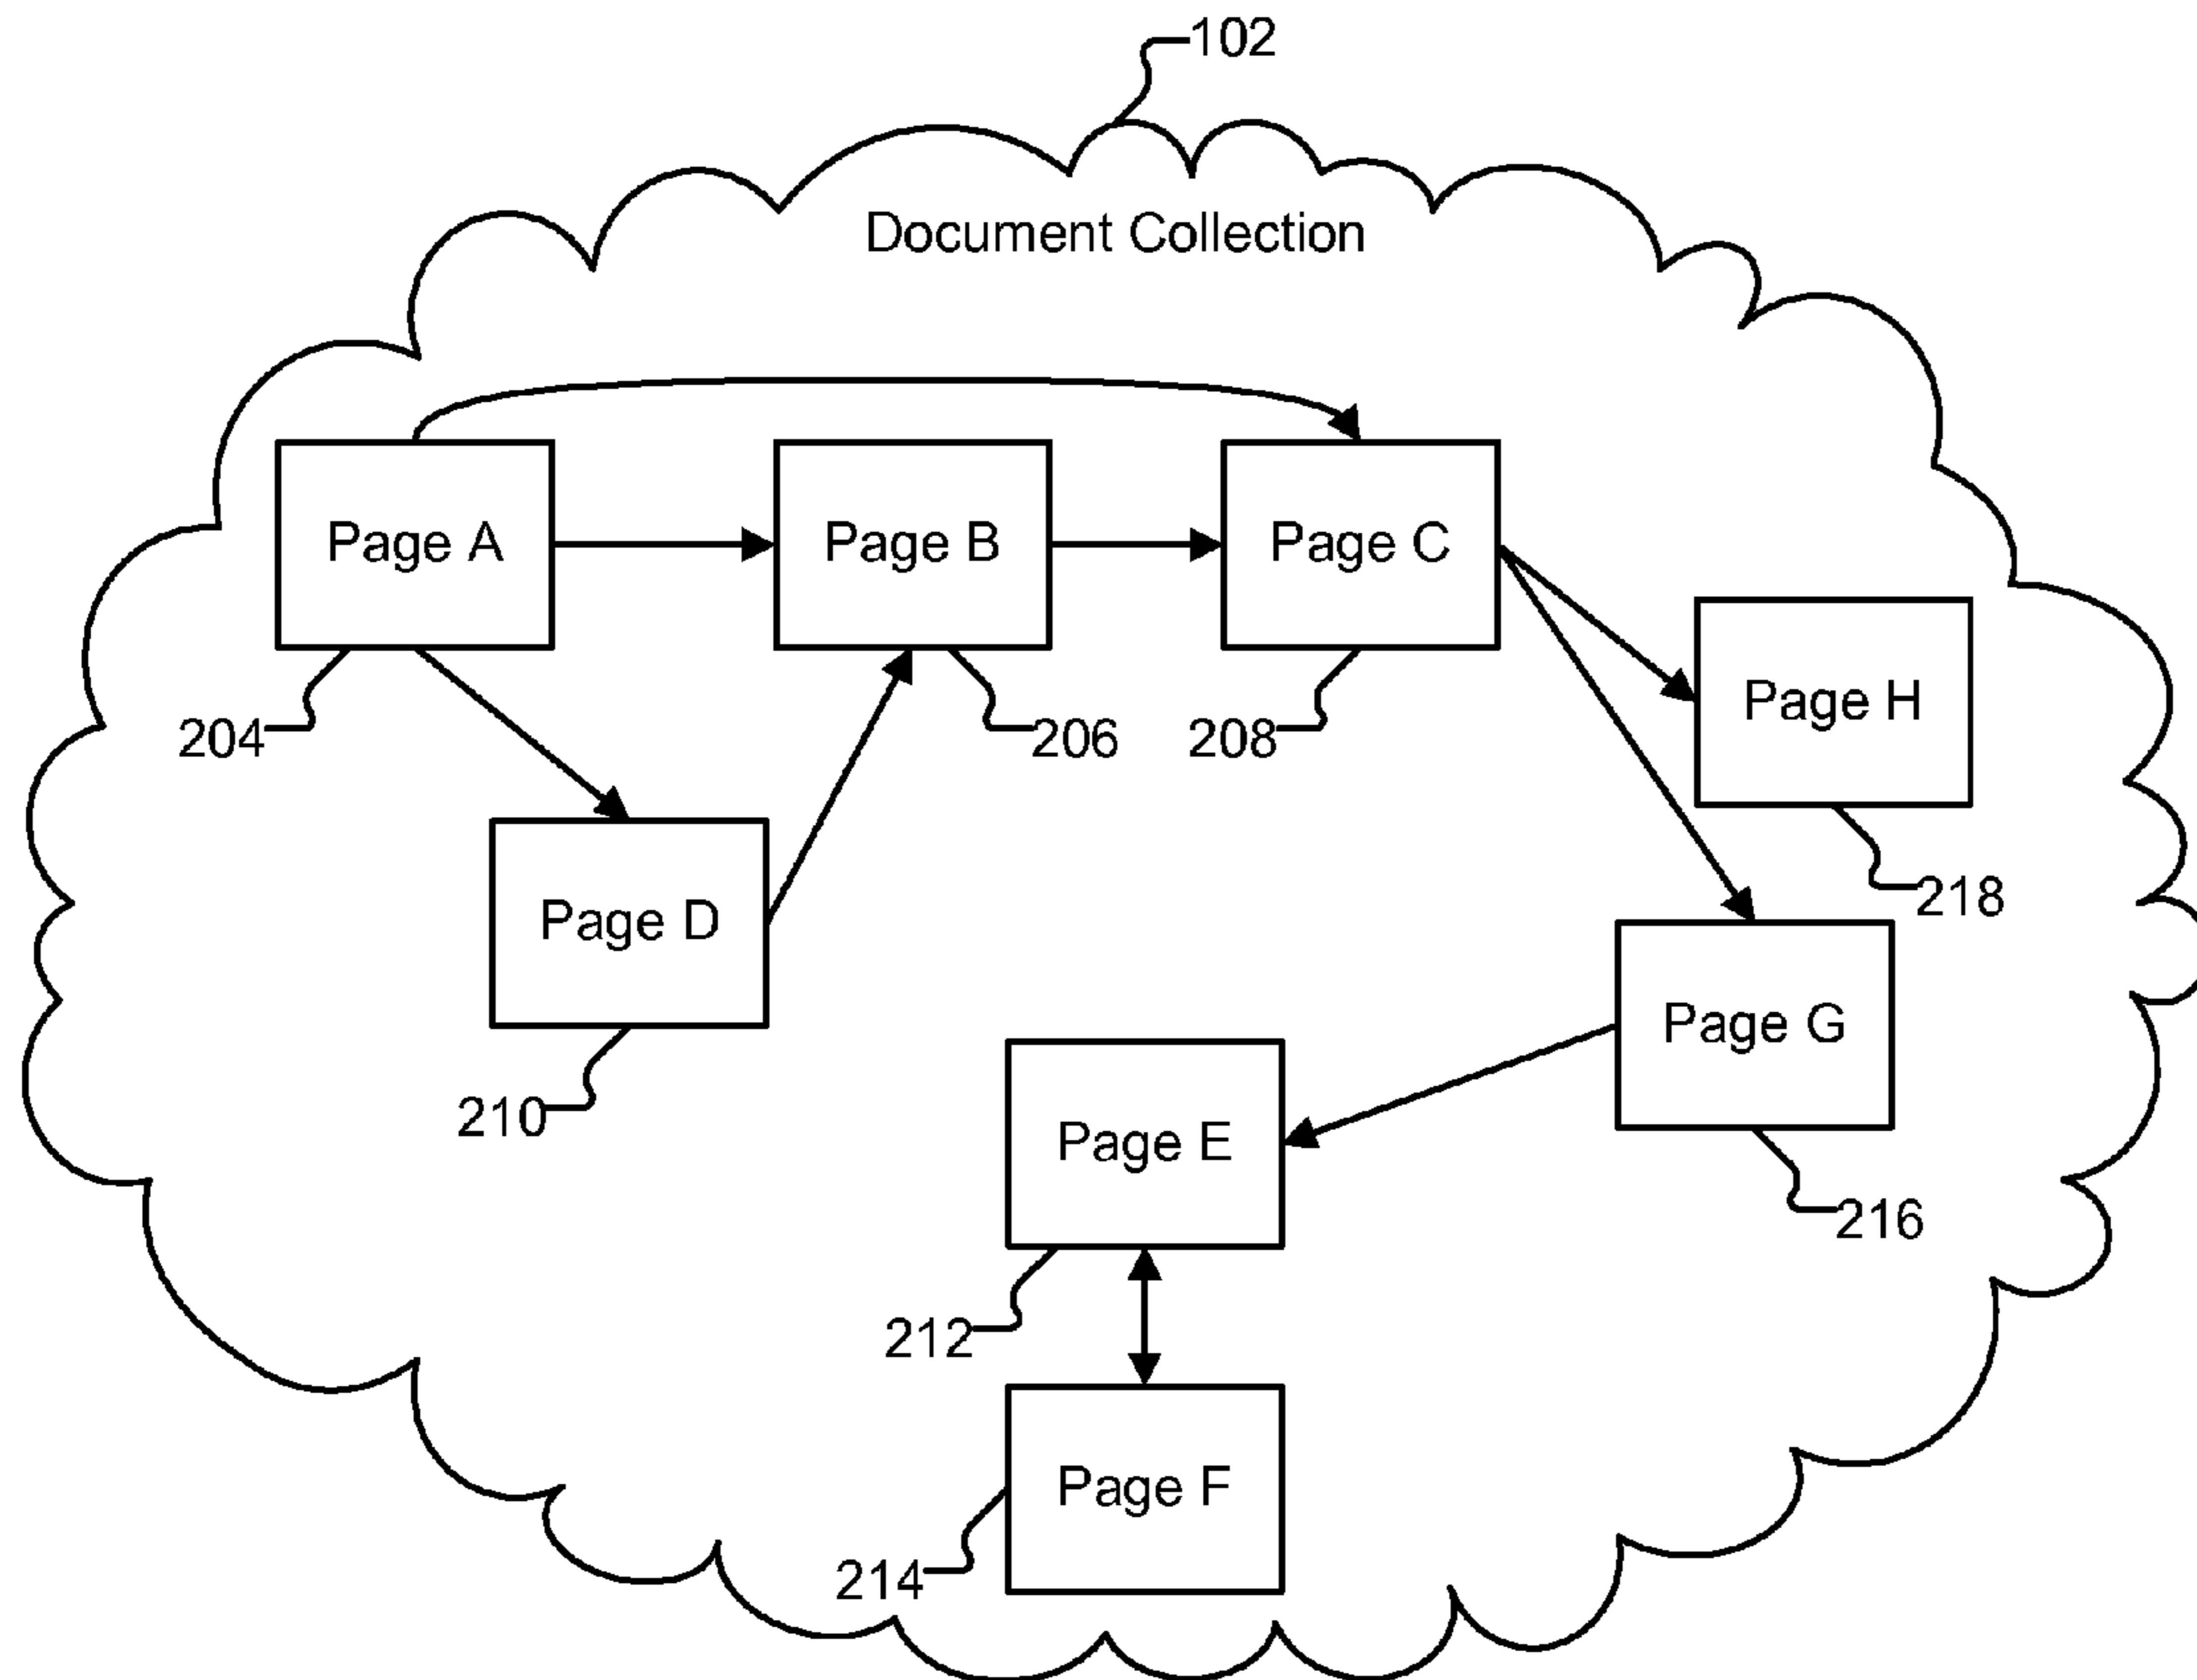 102
Document Collection
Page A
Page B
Page C
Page H
204
206
208
218
Page D
Page G
210
Page E
216
212
Page F
214